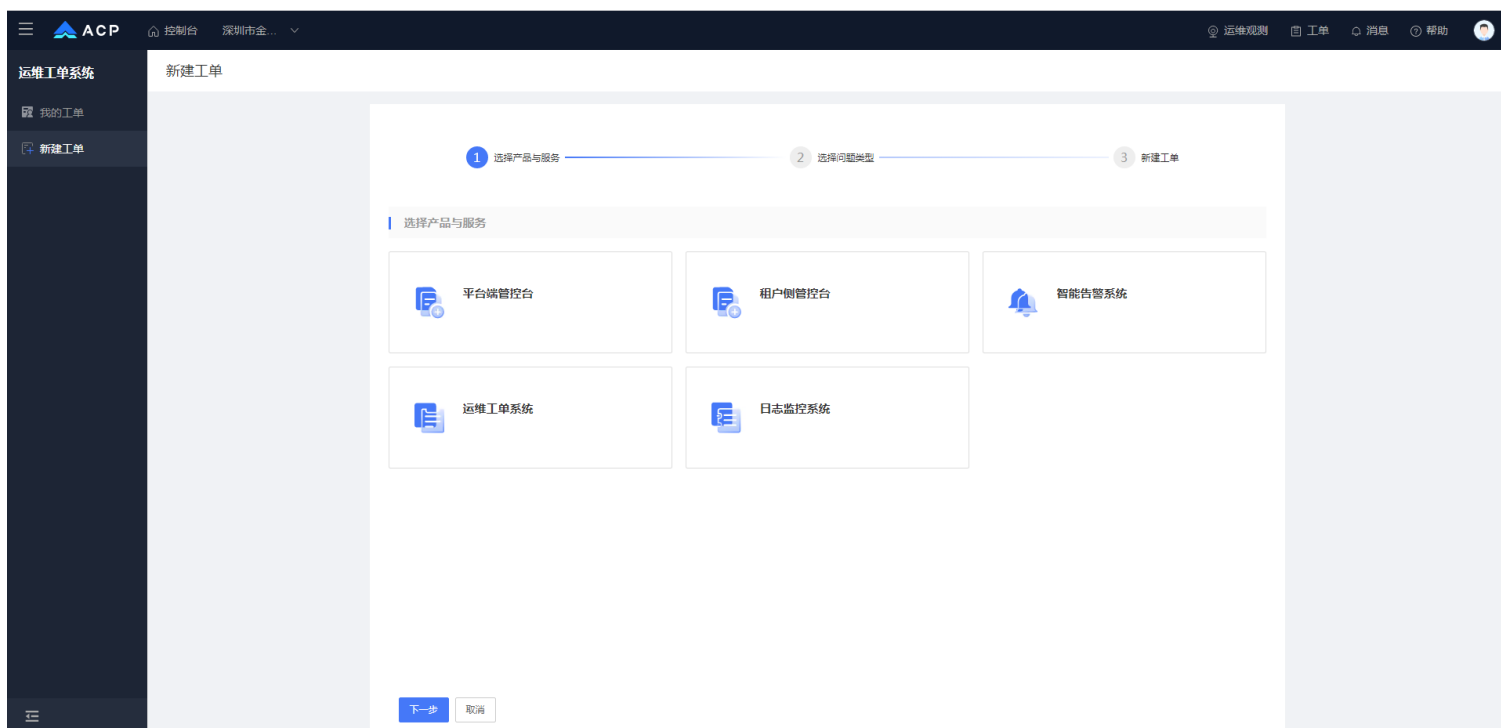 ACP 控制台 深圳市金... 运维观测 工单 消息 帮助
运维工单系统
我的工单
新建工单
新建工单
1 选择产品与服务 2 选择问题类型 3 新建工单
选择产品与服务
平台端管控台 租户侧管控台 智能告警系统
运维工单系统 日志监控系统
下一步 取消